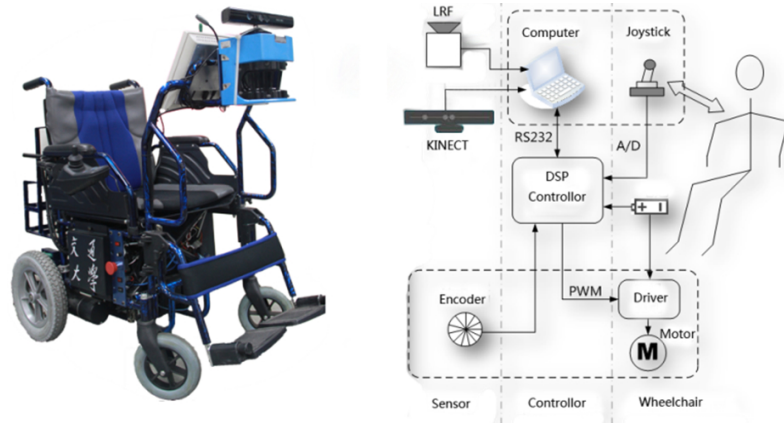 LRF
Computer
Joystick
KINECT
RS232
A/D
DSP
Controllor
Encoder
PWM
Driver
Motor
M
Sensor
Controllor
Wheelchair